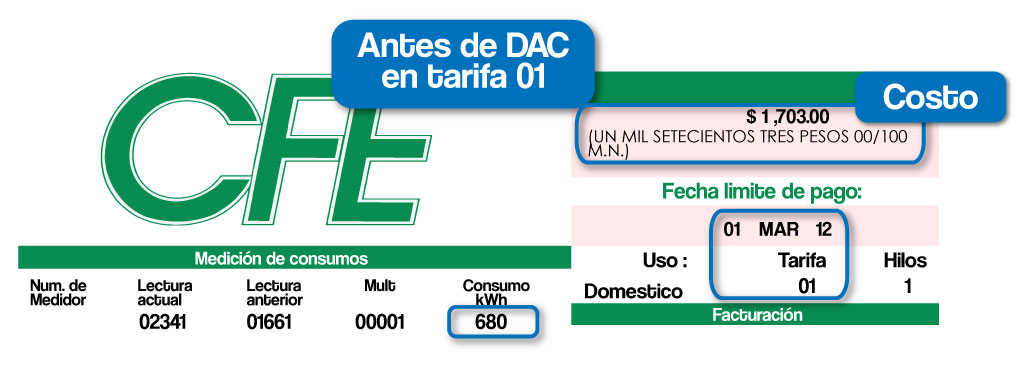 Antes de DAC
en tarifa 01
CFE
Costo
$ 1,703.00
(UN MIL SETECIENTOS TRES PESOS 00/100
M.N.)
Fecha limite de pago:
01 MAR 12
Uso : Tarifa Hilos
Domestico 01 1
Facturación
Medición de consumos
Num. de Lectura Lectura Mult Consumo
Medidor actual anterior kWh
02341 01661 00001 680